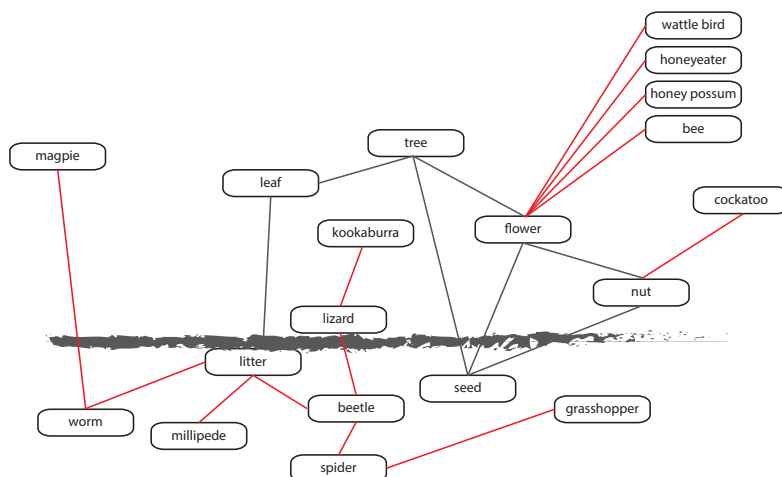 wattle bird
honeyeater
honey possum
bee
tree
magpie
leaf
cockatoo
kookaburra
flower
nut
lizard
litter
seed
beetle
grasshopper
worm
millipede
spider